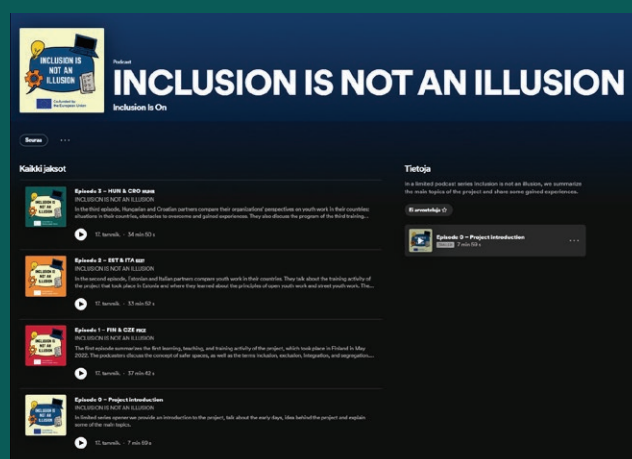 INCLUSION IS
NOT AN
ILLUSION
Co-funded by
the European Union
Podcast
INCLUSION IS NOT AN ILLUSION
Inclusion Is On
Seuraa
Kaikki jaksot
Episode 3 – HUN & CRO
INCLUSION IS NOT AN ILLUSION
In the third episode, Hungarian and Croatian partners compare their organizations' perspectives on youth work in their countries:
situations in their countries, obstacles to overcome and gained experiences. They also discuss the program of the third training...
17. tammik. · 34 min 50 s
Episode 2 – EST & ITA
INCLUSION IS NOT AN ILLUSION
In the second episode, Estonian and Italian partners compare youth work in their countries. They talk about the training activity of
the project that took place in Estonia and where they learned about the principles of open youth work and street youth work. The...
17. tammik. · 33 min 52 s
Episode 1 – FIN & CZE
INCLUSION IS NOT AN ILLUSION
The first episode summarizes the first learning, teaching, and training activity of the project, which took place in Finland in May
2022. The podcasters discuss the concept of safer spaces, as well as the terms inclusion, exclusion, integration, and segregation...
17. tammik. · 37 min 42 s
Episode 0 – Project introduction
INCLUSION IS NOT AN ILLUSION
In limited series opener we provide an introduction to the project, talk about the early days, idea behind the project and explain
some of the main topics.
17. tammik. · 7 min 59 s
Tietoja
In a limited podcast series Inclusion is not an illusion, we summarize
the main topics of the project and share some gained experiences.
Ei arvosteluja
Episode 0 – Project introduction
7 min 59 s